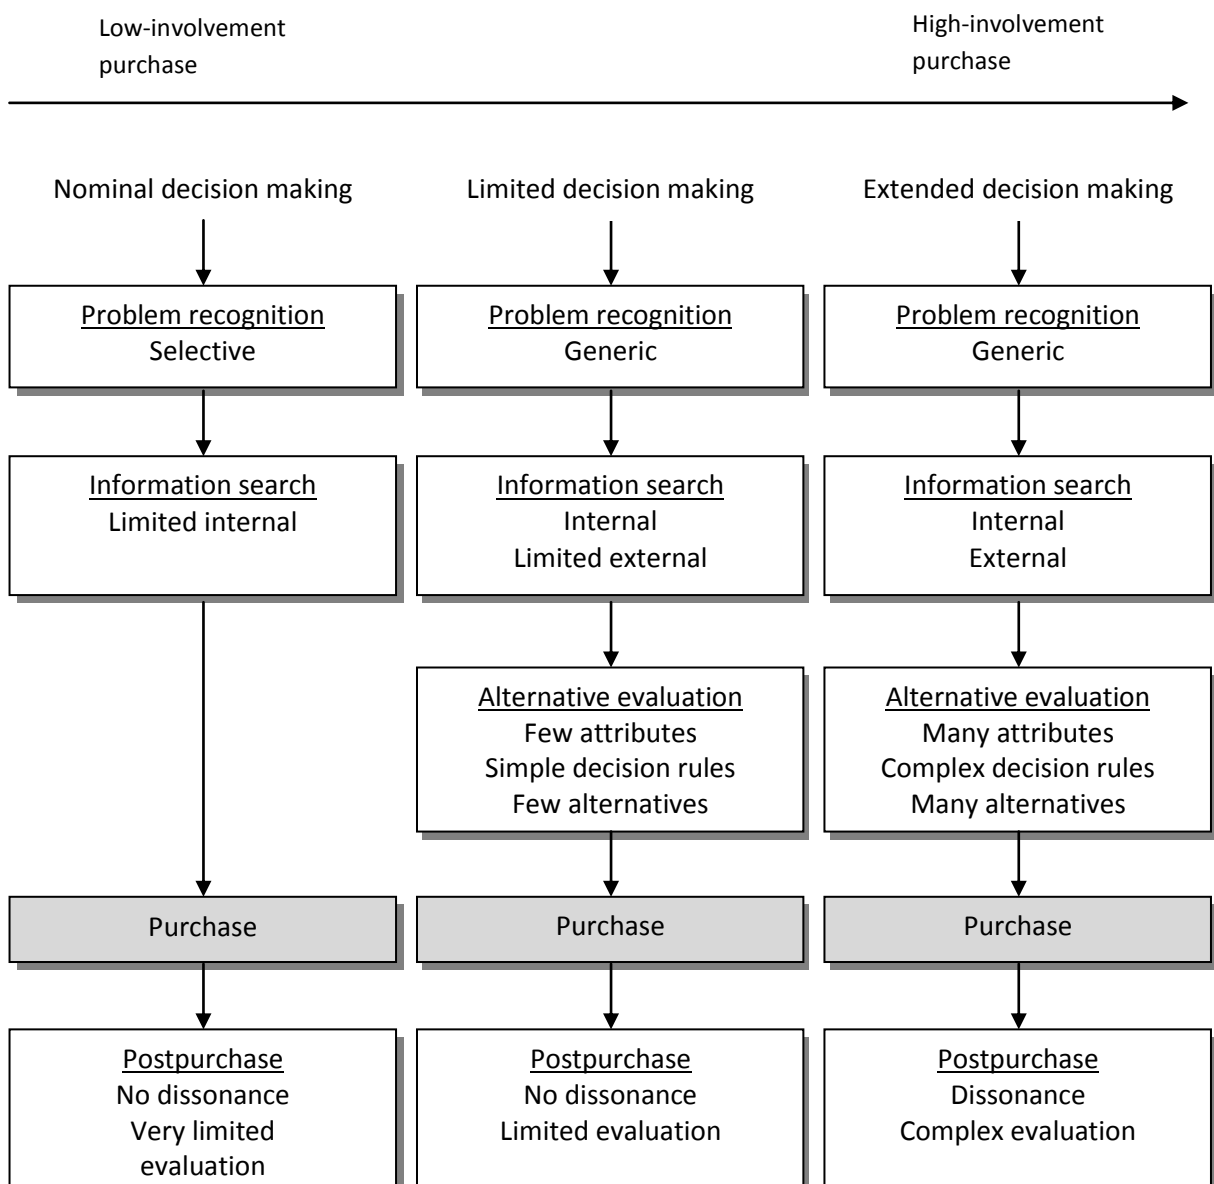 Low-involvement
purchase
High-involvement
purchase
Nominal decision making
Limited decision making
Extended decision making
Problem recognition
Selective
Problem recognition
Generic
Problem recognition
Generic
Information search
Limited internal
Information search
Internal
Limited external
Information search
Internal
External
Alternative evaluation
Few attributes
Simple decision rules
Few alternatives
Alternative evaluation
Many attributes
Complex decision rules
Many alternatives
Purchase
Purchase
Purchase
Postpurchase
No dissonance
Very limited
evaluation
Postpurchase
No dissonance
Limited evaluation
Postpurchase
Dissonance
Complex evaluation